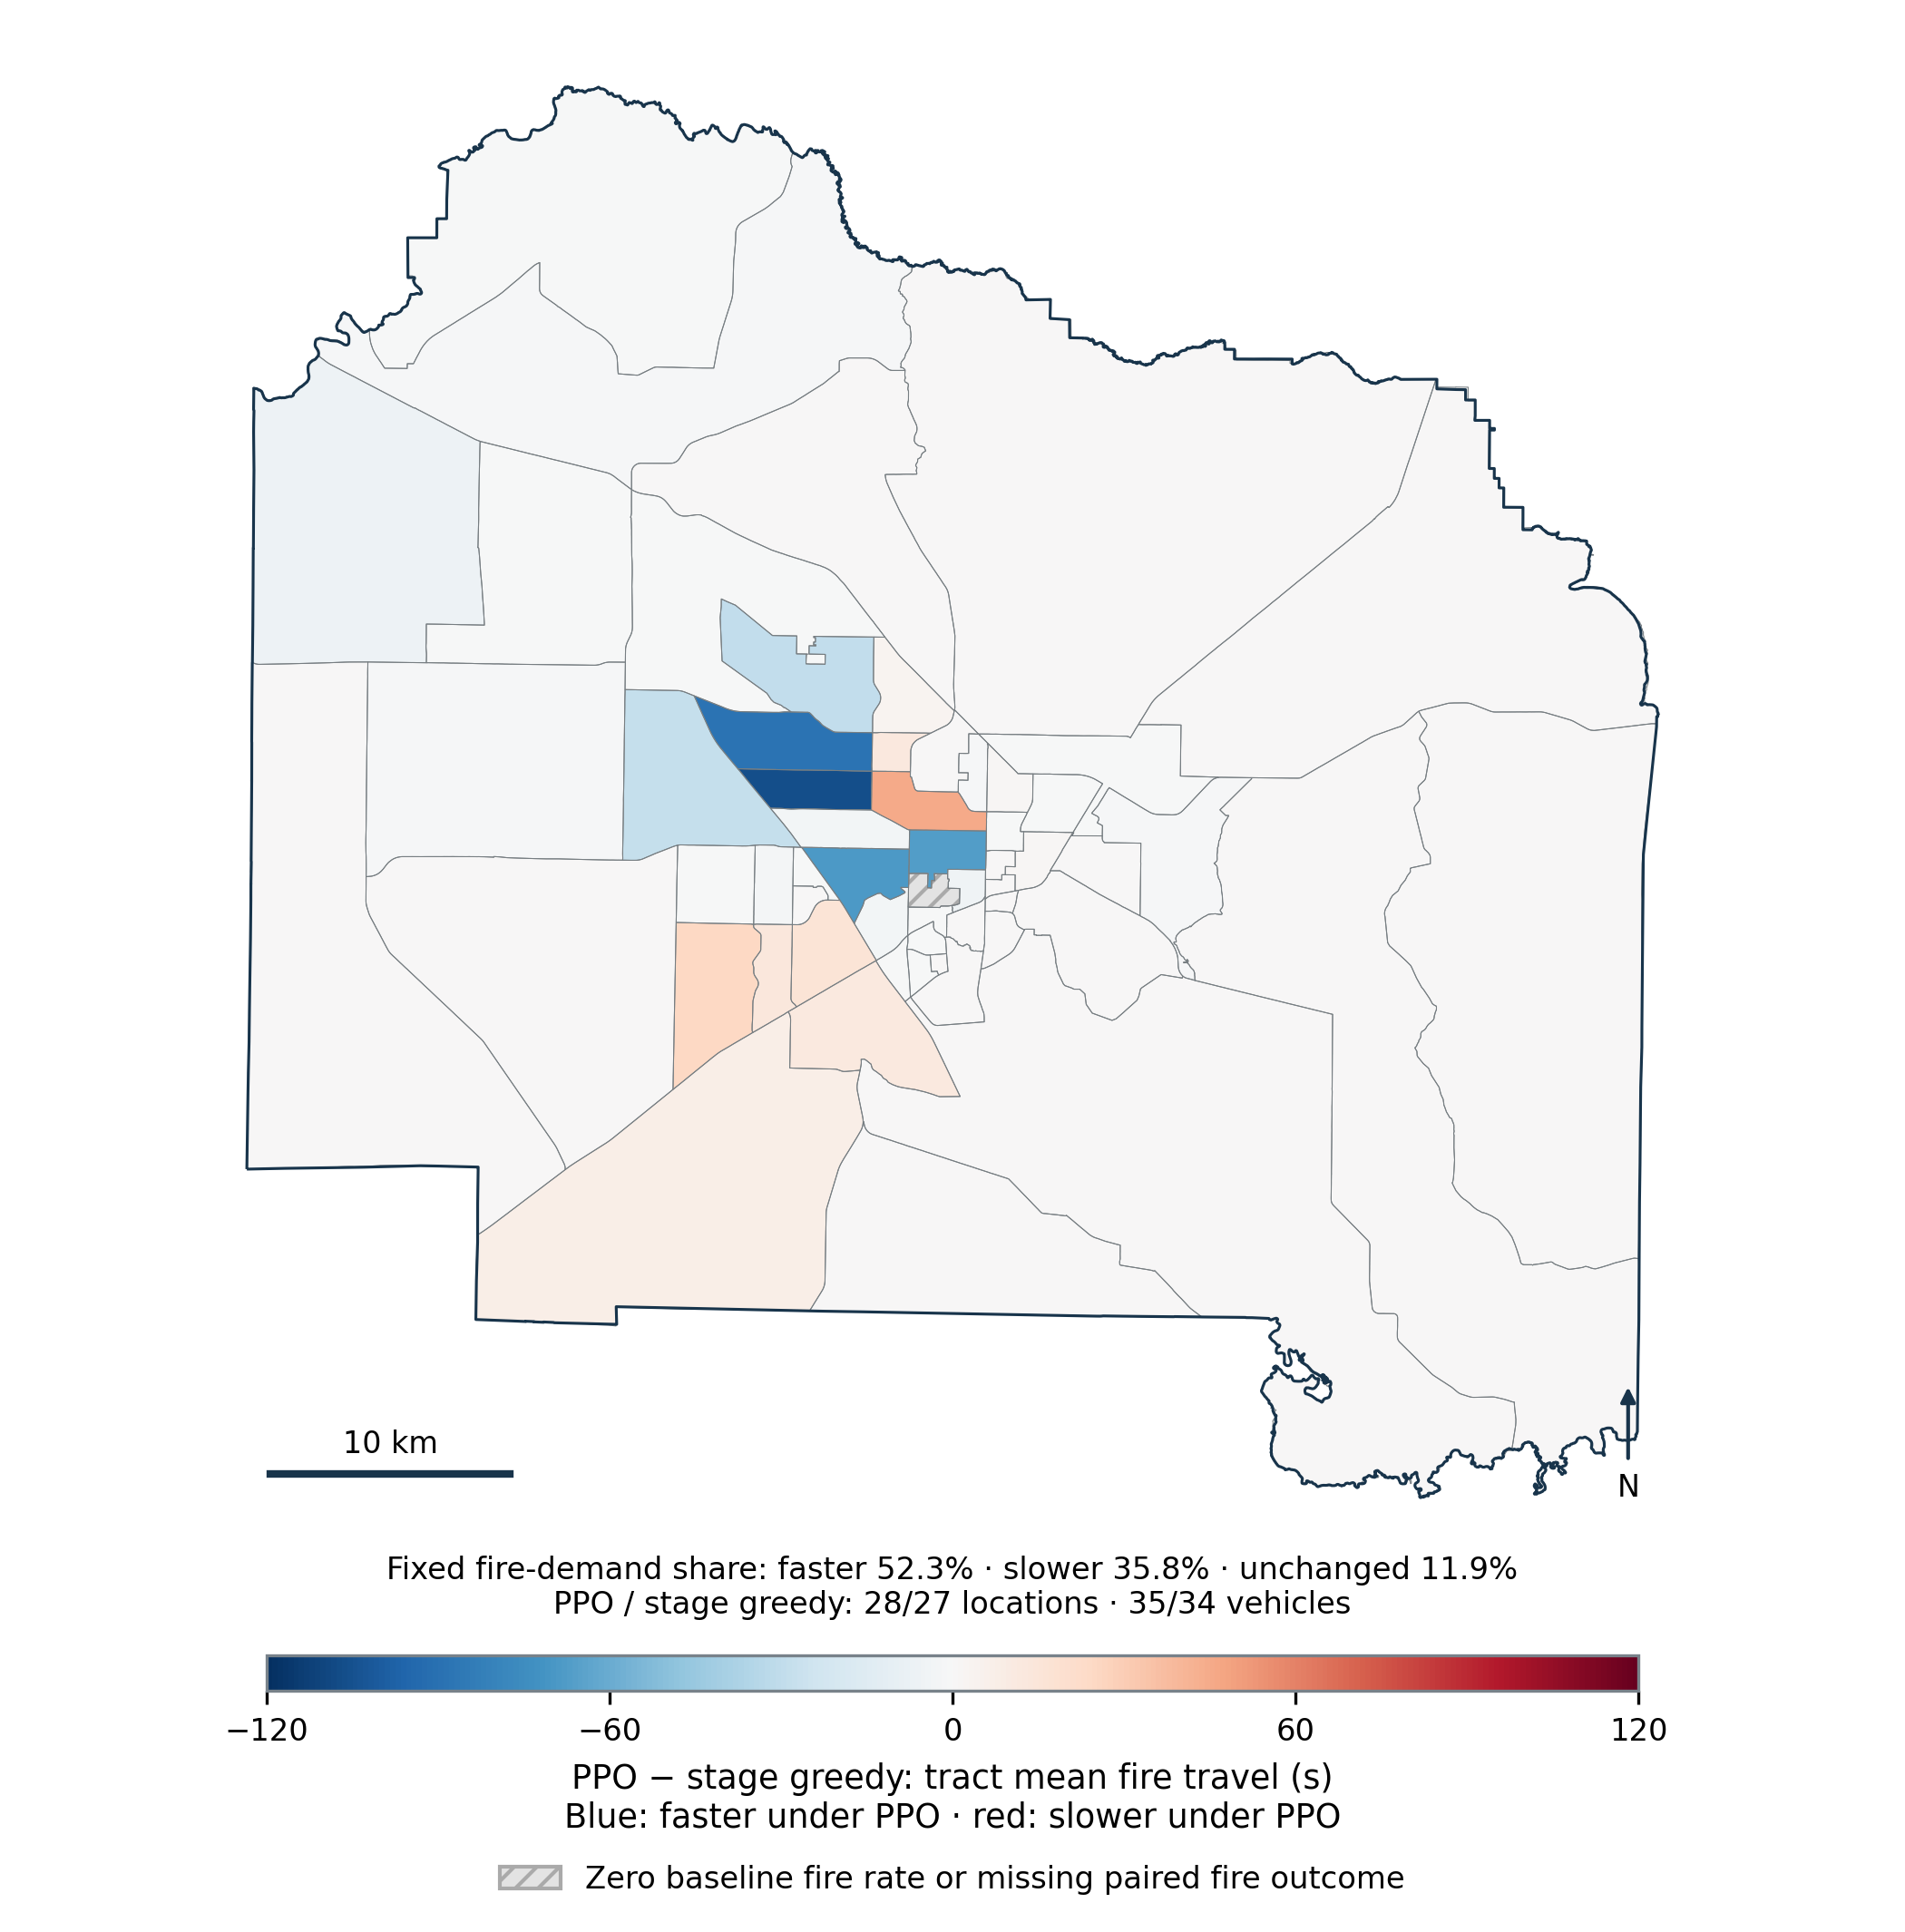 10 km
N
Fixed fire-demand share: faster 52.3% · slower 35.8% · unchanged 11.9%
PPO / stage greedy: 28/27 locations · 35/34 vehicles
−120 −60 0 60 120
PPO − stage greedy: tract mean fire travel (s)
Blue: faster under PPO · red: slower under PPO
Zero baseline fire rate or missing paired fire outcome